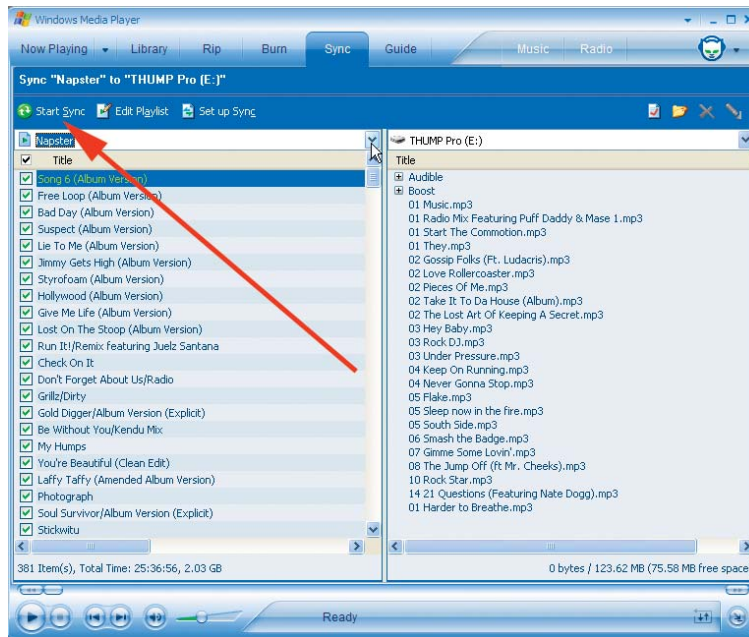 Windows Media Player
Now Playing Library Rip Burn Sync Guide Music Radio
Sync "Napster" to "THUMP Pro (E:)"
Start Sync Edit Playlist Set up Sync
Napster
Title
Song 6 (Album Version)
Free Loop (Album Version)
Bad Day (Album Version)
Suspect (Album Version)
Lie To Me (Album Version)
Jimmy Gets High (Album Version)
Styrofoam (Album Version)
Hollywood (Album Version)
Give Me Life (Album Version)
Lost On The Stoop (Album Version)
Run It!/Remix featuring Juelz Santana
Check On It
Don't Forget About Us/Radio
Grillz/Dirty
Gold Digger/Album Version (Explicit)
Be Without You/Kendu Mix
My Humps
You're Beautiful (Clean Edit)
Laffy Taffy (Amended Album Version)
Photograph
Soul Survivor/Album Version (Explicit)
Stickwitu
381 Item(s), Total Time: 25:36:56, 2.03 GB
THUMP Pro (E:)
Title
Audible
Boost
01 Music.mp3
01 Radio Mix Featuring Puff Daddy & Mase 1.mp3
01 Start The Commotion.mp3
01 They.mp3
02 Gossip Folks (Ft. Ludacris).mp3
02 Love Rollercoaster.mp3
02 Pieces Of Me.mp3
02 Take It To Da House (Album).mp3
02 The Lost Art Of Keeping A Secret.mp3
03 Hey Baby.mp3
03 Rock DJ.mp3
03 Under Pressure.mp3
04 Keep On Running.mp3
04 Never Gonna Stop.mp3
05 Flake.mp3
05 Sleep now in the fire.mp3
05 South Side.mp3
06 Smash the Badge.mp3
07 Gimme Some Lovin'.mp3
08 The Jump Off (ft Mr. Cheeks).mp3
10 Rock Star.mp3
14 21 Questions (Featuring Nate Dogg).mp3
01 Harder to Breathe.mp3
0 bytes / 123.62 MB (75.58 MB free space
Ready